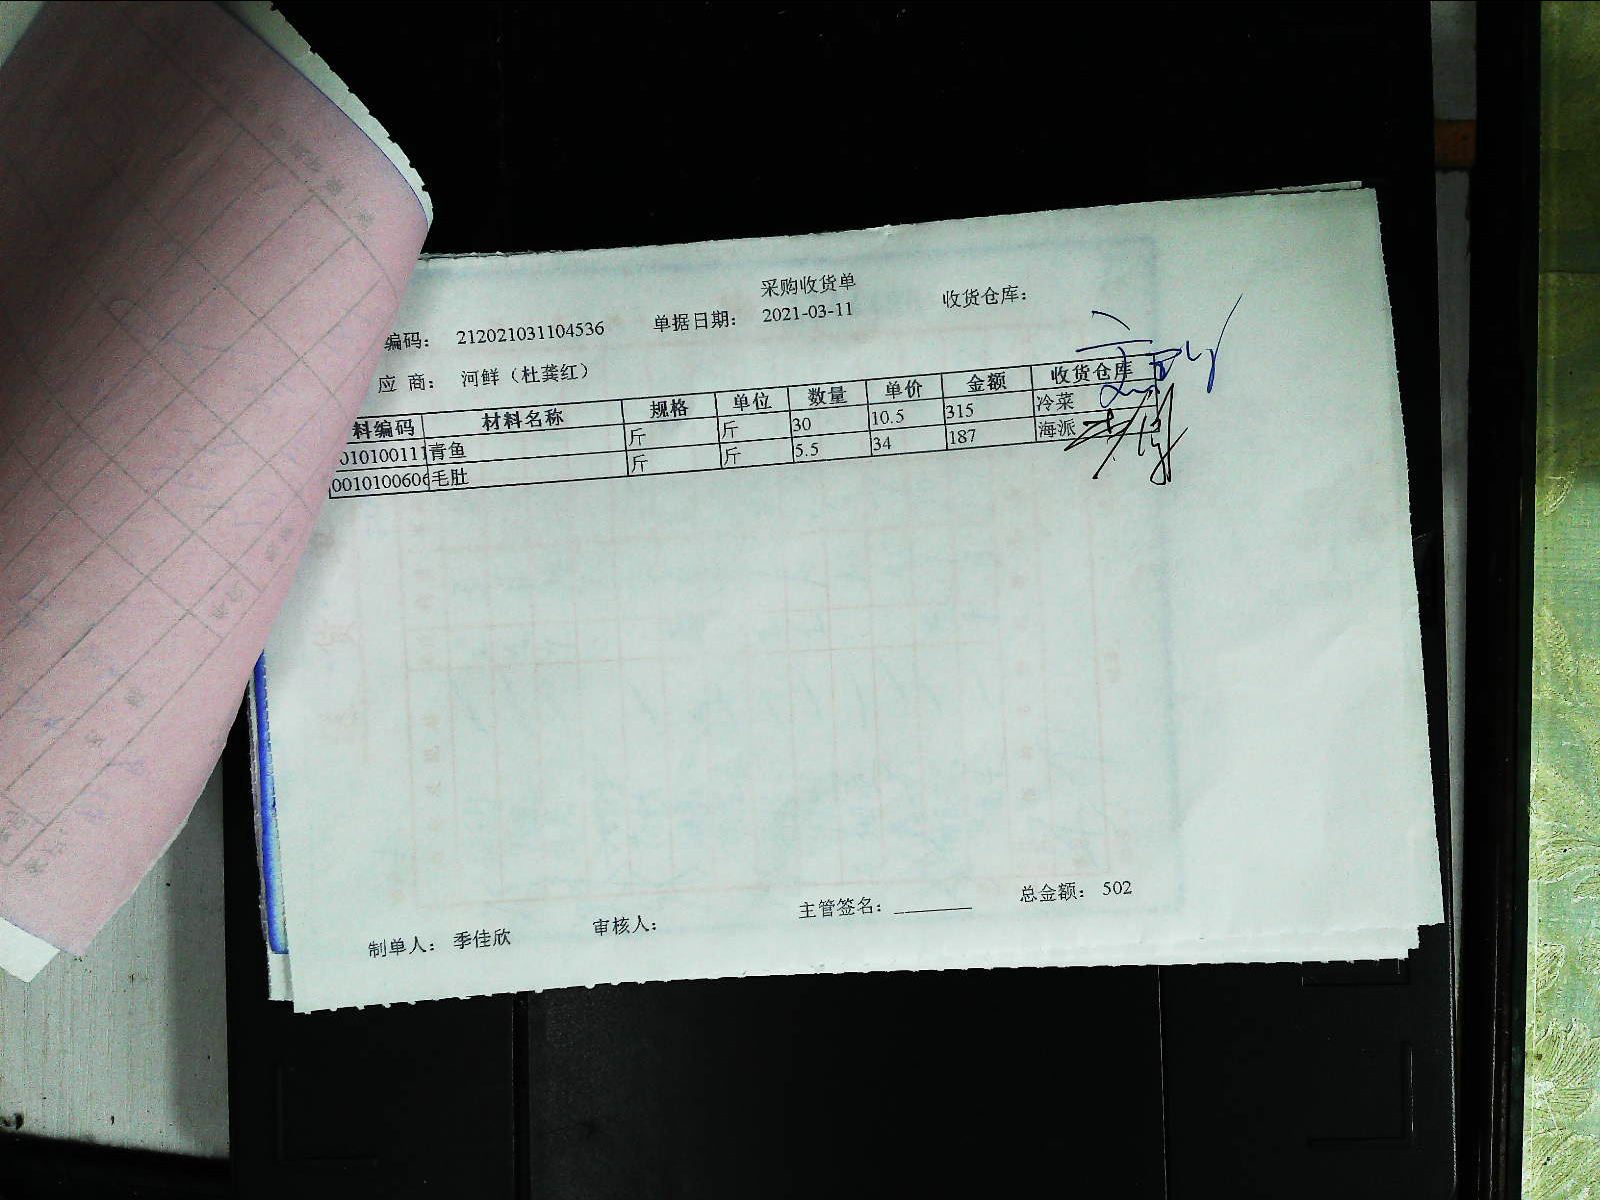 采购收货单
编码： 212021031104536 单据日期： 2021-03-11 收货仓库：
应 商： 河鲜（杜龚红）
料编码 材料名称 规格 单位 数量 单价 金额 收货仓库
010100111 青鱼 斤 斤 30 10.5 315 冷菜
001010060 毛肚 斤 斤 5.5 34 187 海派
总金额： 502
制单人： 季佳欣 审核人： 主管签名：